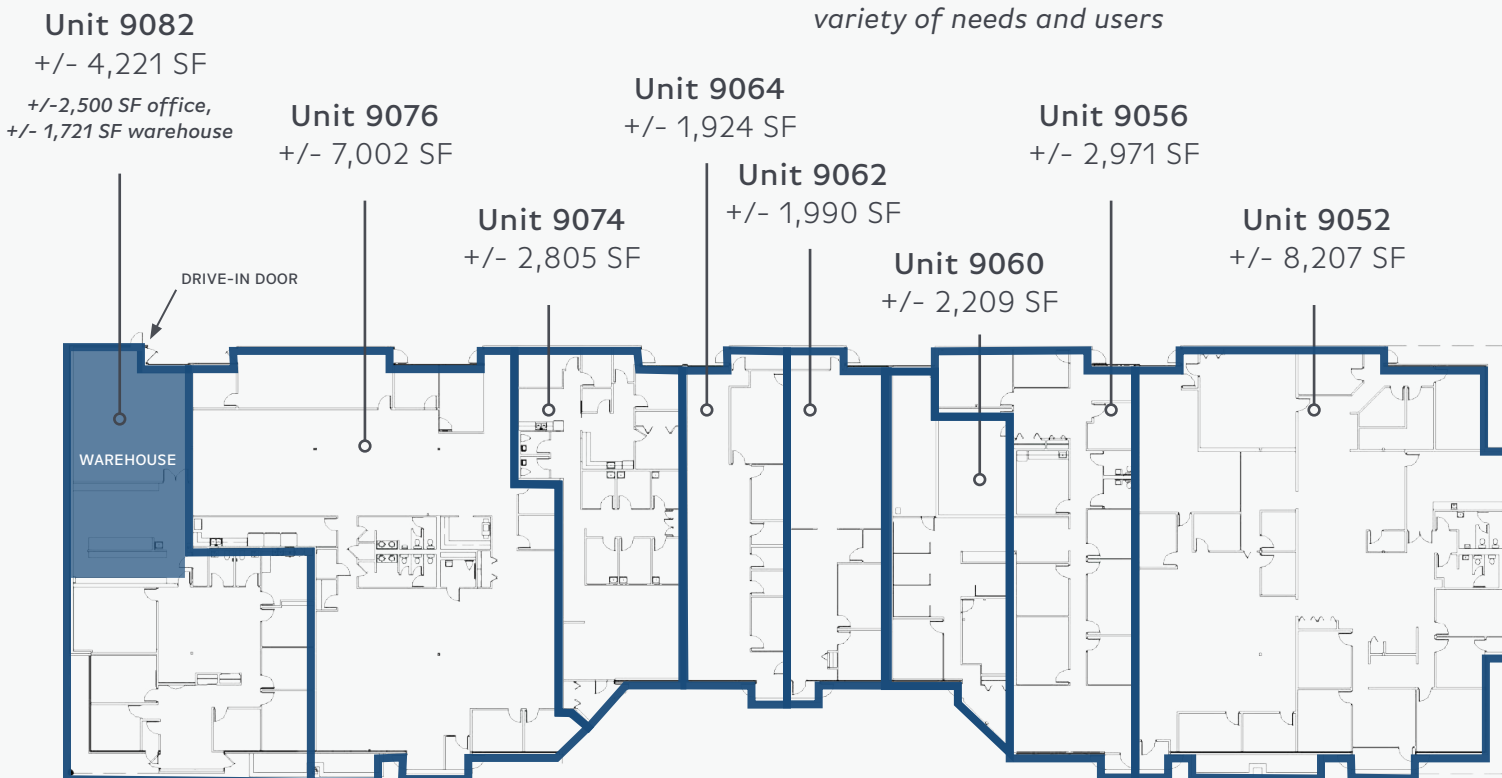 variety of needs and users
Unit 9082
+/- 4,221 SF
+/-2,500 SF office,
+/- 1,721 SF warehouse
Unit 9076
+/- 7,002 SF
Unit 9074
+/- 2,805 SF
Unit 9064
+/- 1,924 SF
Unit 9062
+/- 1,990 SF
Unit 9060
+/- 2,209 SF
Unit 9056
+/- 2,971 SF
Unit 9052
+/- 8,207 SF
DRIVE-IN DOOR
WAREHOUSE